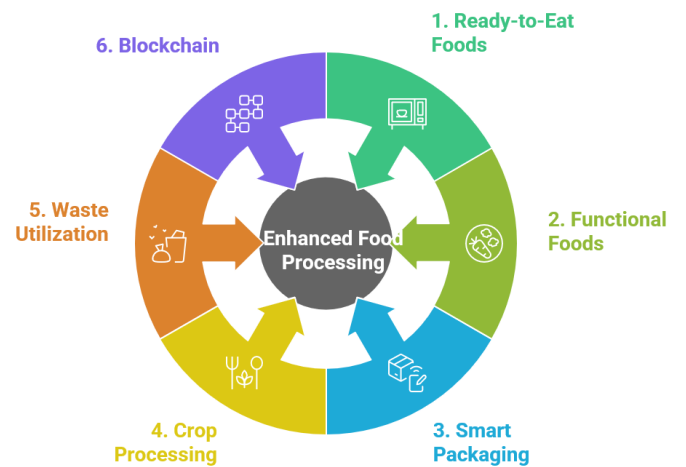 1. Ready-to-Eat
Foods
2. Functional
Foods
3. Smart
Packaging
4. Crop
Processing
5. Waste
Utilization
6. Blockchain
Enhanced Food
Processing